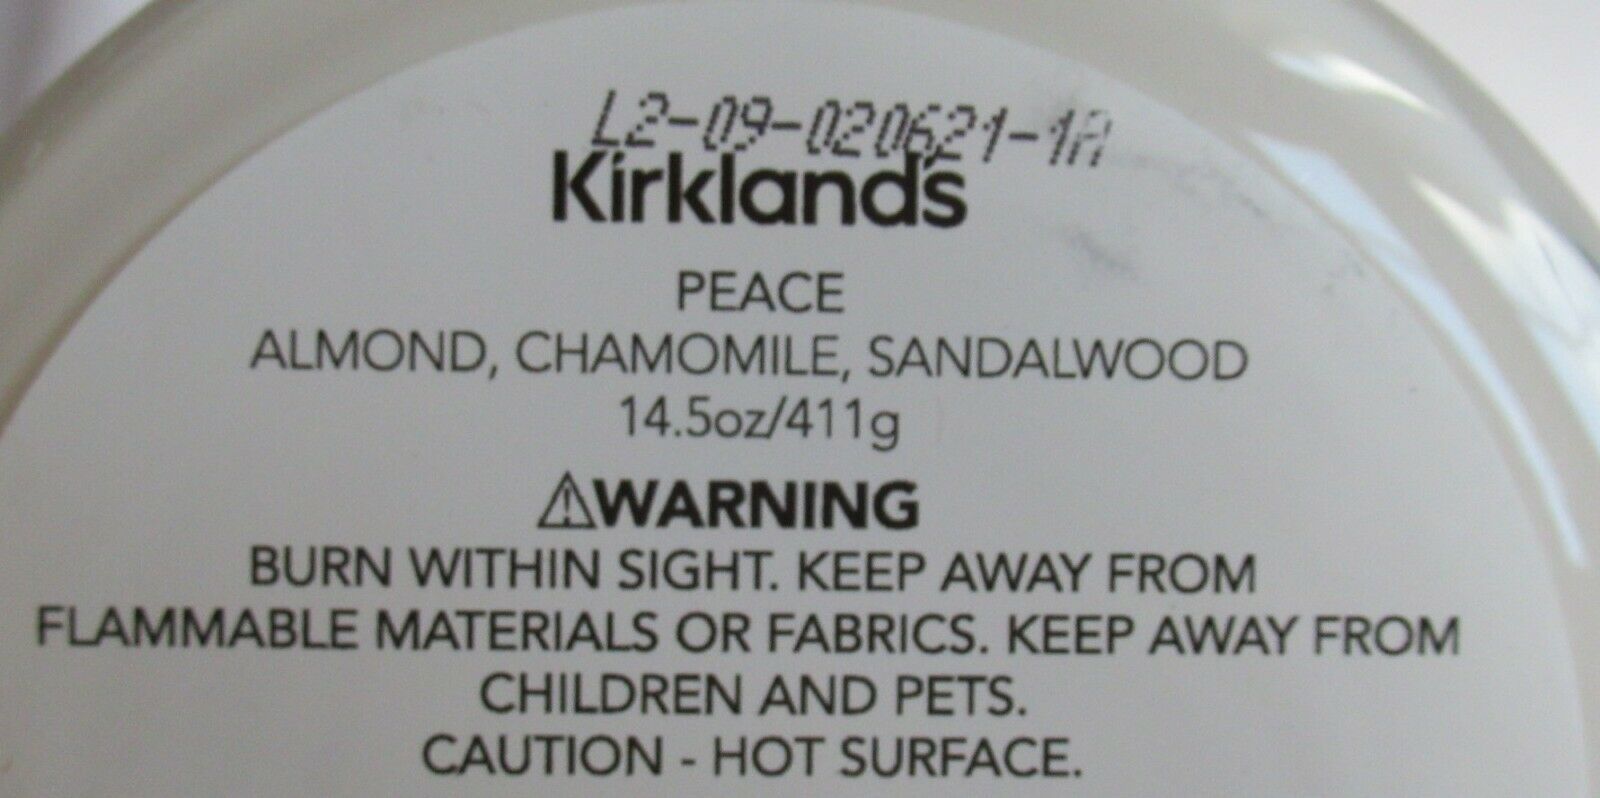 L2-09-020621-1A
Kirkland's
PEACE
ALMOND, CHAMOMILE, SANDALWOOD
14.5oz/411g
⚠WARNING
BURN WITHIN SIGHT. KEEP AWAY FROM
FLAMMABLE MATERIALS OR FABRICS. KEEP AWAY FROM
CHILDREN AND PETS.
CAUTION - HOT SURFACE.